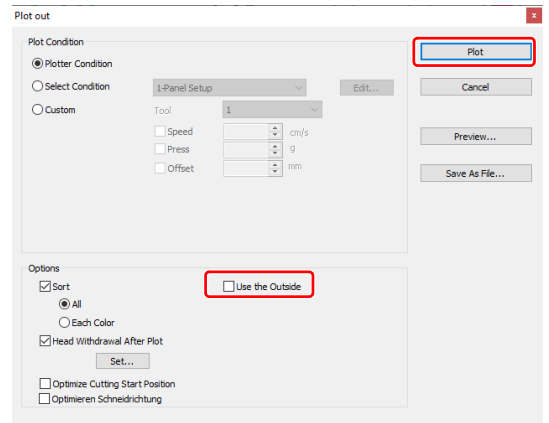 Plot out
x
Plot Condition
Plotter Condition
Select Condition 1-Panel Setup Edit...
Custom Tool 1
Speed cm/s
Press g
Offset mm
Plot
Cancel
Preview...
Save As File...
Options
Sort Use the Outside
All
Each Color
Head Withdrawal After Plot
Set...
Optimize Cutting Start Position
Optimieren Schneidrichtung